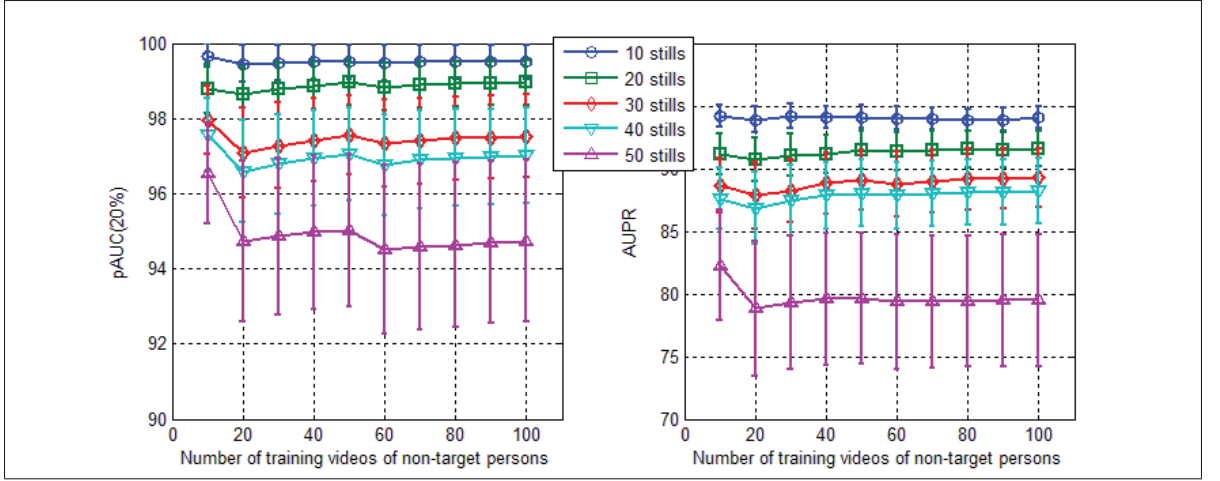 100
98
96
94
92
90
pAUC(20%)
0 20 40 60 80 100
Number of training videos of non-target persons
10 stills
20 stills
30 stills
40 stills
50 stills
85
80
75
70
AUPR
0 20 40 60 80 100
Number of training videos of non-target persons